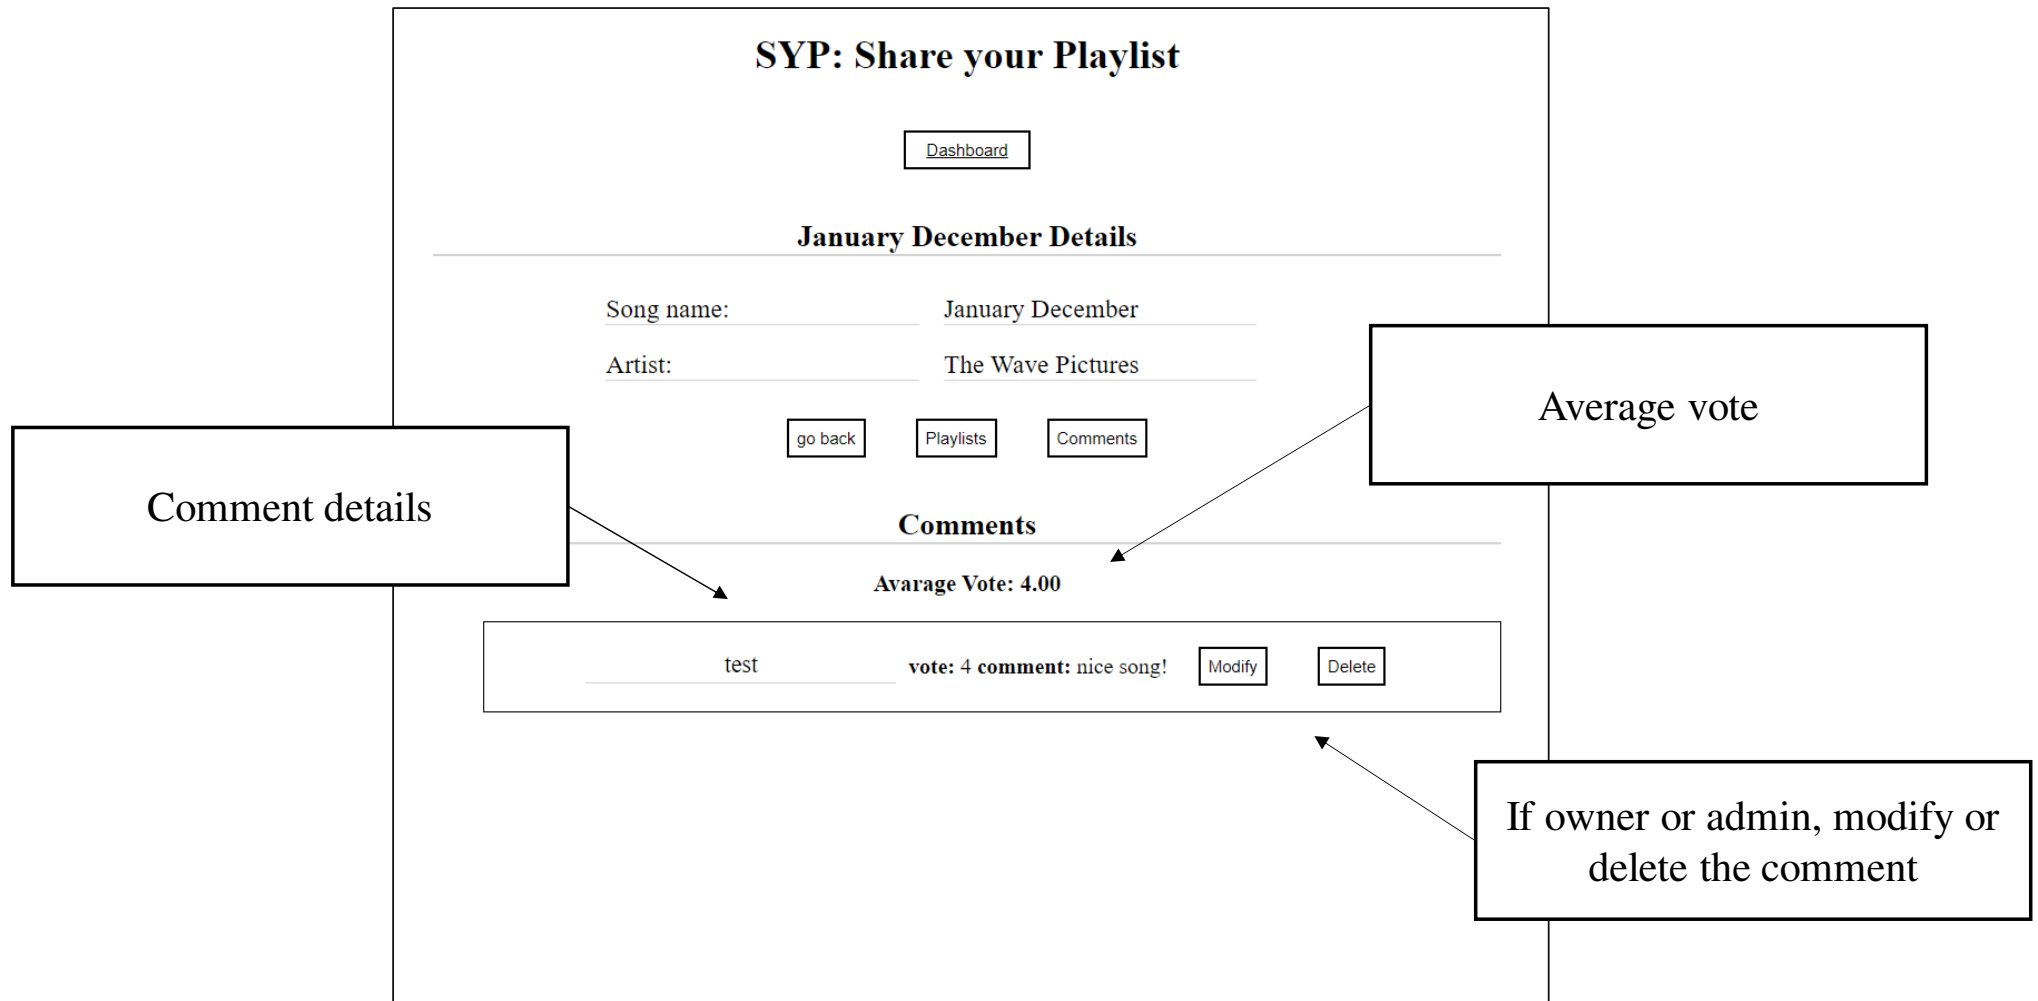 SYP: Share your Playlist
Dashboard
January December Details
Song name: January December
Artist: The Wave Pictures
go back Playlists Comments
Average vote
Comment details
Comments
Avarage Vote: 4.00
test vote: 4 comment: nice song! Modify Delete
If owner or admin, modify or
delete the comment